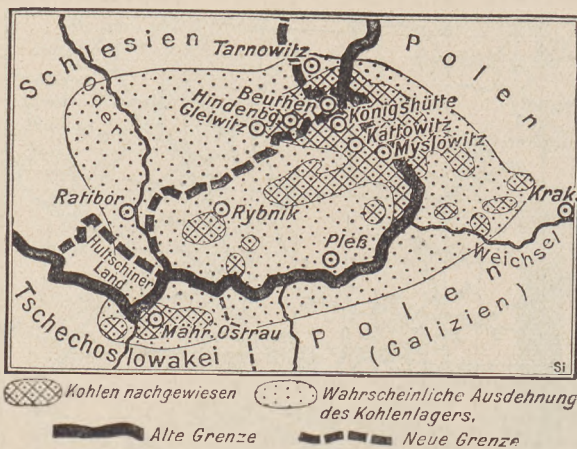 Schlesien
Polen
Tarnowitz
Oder
Beuthen
Hindenbg.
Königshütte
Gleiwitz
Kattowitz
Myslowitz
Ratibor
Rybnik
Krak.
Pleß
Weichsel
Hultschiner
Land
Polen
(Galizien)
Tschechoslowakei
Mähr. Ostrau
Si
Kohlen nachgewiesen
Wahrscheinliche Ausdehnung
des Kohlenlagers.
Alte Grenze
Neue Grenze